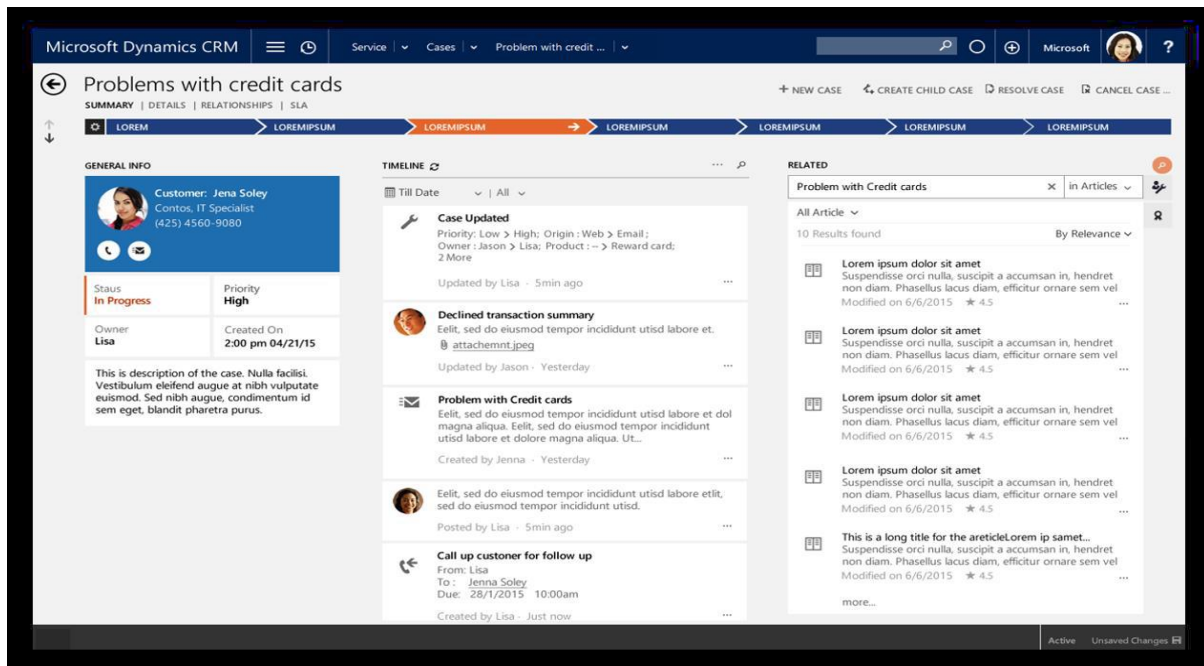 Microsoft Dynamics CRM
Service | Cases | Problem with credit ... |
Microsoft
?
Problems with credit cards
SUMMARY | DETAILS | RELATIONSHIPS | SLA
+ NEW CASE
CREATE CHILD CASE
RESOLVE CASE
CANCEL CASE ...
LOREM
LOREMIPSUM
LOREMIPSUM
LOREMIPSUM
LOREMIPSUM
LOREMIPSUM
LOREMIPSUM
GENERAL INFO
Customer: Jena Soley
Contos, IT Specialist
(425) 4560-9080
Staus
In Progress
Priority
High
Owner
Lisa
Created On
2:00 pm 04/21/15
This is description of the case. Nulla facilisi.
Vestibulum eleifend augue at nibh vulputate
euismod. Sed nibh augue, condimentum id
sem eget, blandit pharetra purus.
TIMELINE
...
Till Date | All
Case Updated
Priority: Low > High; Origin : Web > Email ;
Owner : Jason > Lisa; Product : -- > Reward card;
2 More
Updated by Lisa - 5min ago
...
Declined transaction summary
Eelit, sed do eiusmod tempor incididunt utisd labore et.
attachemnt.jpeg
Updated by Jason - Yesterday
...
Problem with Credit cards
Eelit, sed do eiusmod tempor incididunt utisd labore et dol
magna aliqua. Eelit, sed do eiusmod tempor incididunt
utisd labore et dolore magna aliqua. Ut...
Created by Jenna - Yesterday
...
Eelit, sed do eiusmod tempor incididunt utisd labore etlit,
sed do eiusmod tempor incididunt utisd.
Posted by Lisa - 5min ago
...
Call up custoner for follow up
From: Lisa
To : Jenna Soley
Due: 28/1/2015 10:00am
Created by Lisa - Just now
...
RELATED
Problem with Credit cards
in Articles
All Article
10 Results found
By Relevance
Lorem ipsum dolor sit amet
Suspendisse orci nulla, suscipit a accumsan in, hendret
non diam. Phasellus lacus diam, efficitur ornare sem vel
Modified on 6/6/2015 ★ 4.5
...
Lorem ipsum dolor sit amet
Suspendisse orci nulla, suscipit a accumsan in, hendret
non diam. Phasellus lacus diam, efficitur ornare sem vel
Modified on 6/6/2015 ★ 4.5
...
Lorem ipsum dolor sit amet
Suspendisse orci nulla, suscipit a accumsan in, hendret
non diam. Phasellus lacus diam, efficitur ornare sem vel
Modified on 6/6/2015 ★ 4.5
...
Lorem ipsum dolor sit amet
Suspendisse orci nulla, suscipit a accumsan in, hendret
non diam. Phasellus lacus diam, efficitur ornare sem vel
Modified on 6/6/2015 ★ 4.5
...
This is a long title for the areticleLorem ip samet...
Suspendisse orci nulla, suscipit a accumsan in, hendret
non diam. Phasellus lacus diam, efficitur ornare sem vel
Modified on 6/6/2015 ★ 4.5
...
more...
Active
Unsaved Changes